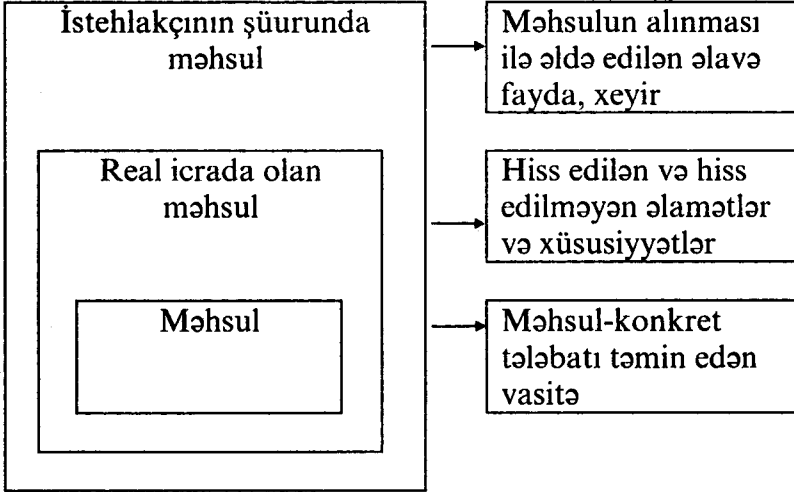 İstehlakçının şüurunda
məhsul
Məhsulun alınması
ilə əldə edilən əlavə
fayda, xeyir
Real icrada olan
məhsul
Hiss edilən və hiss
edilməyən əlamətlər
və xüsusiyyətlər
Məhsul
Məhsul-konkret
tələbatı təmin edən
vasitə